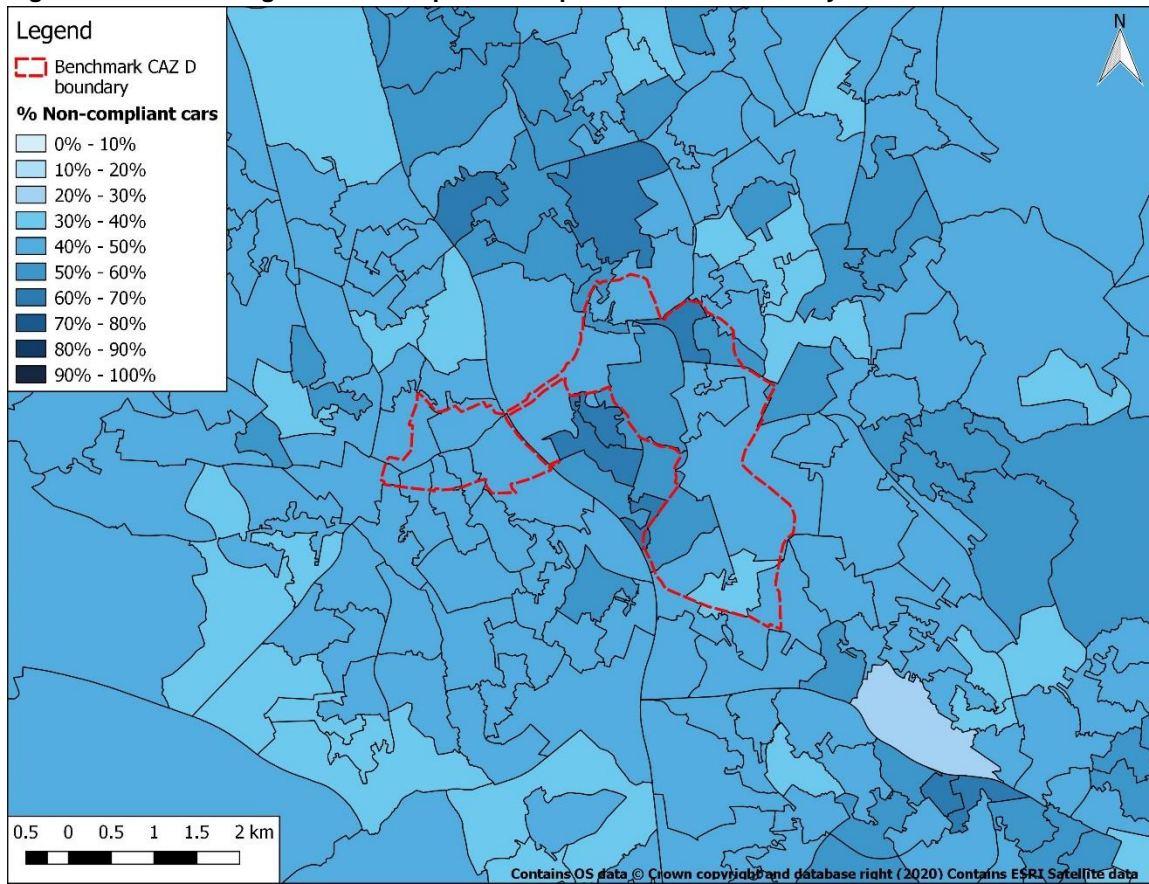 Legend
Benchmark CAZ D
boundary
% Non-compliant cars
0% - 10%
10% - 20%
20% - 30%
30% - 40%
40% - 50%
50% - 60%
60% - 70%
70% - 80%
80% - 90%
90% - 100%
N
0.5 0 0.5 1 1.5 2 km
Contains OS data © Crown copyright and database right (2020) Contains ESRI Satellite data